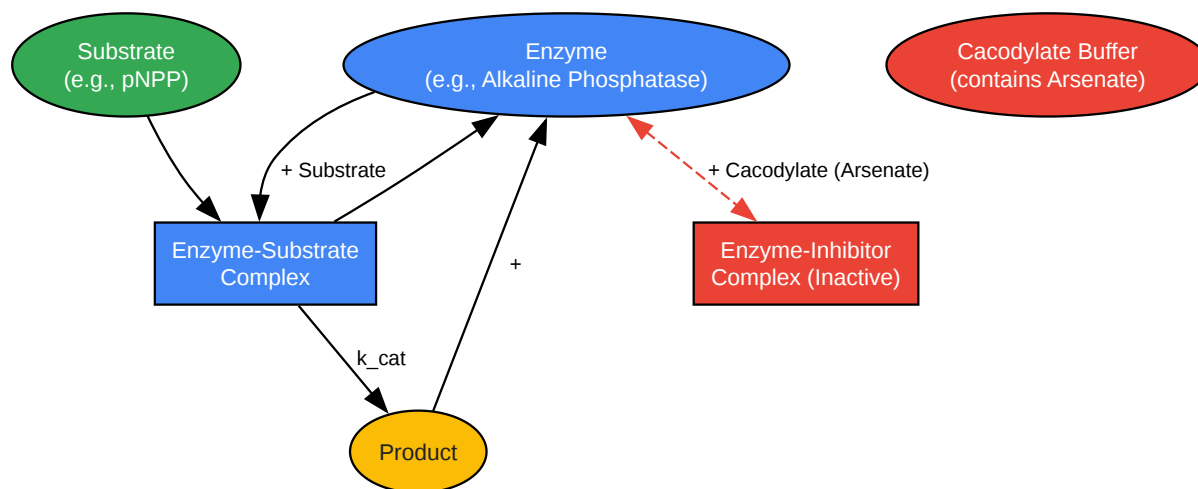 Substrate
(e.g., pNPP)
Enzyme
(e.g., Alkaline Phosphatase)
Cacodylate Buffer
(contains Arsenate)
+ Substrate
+ Cacodylate (Arsenate)
Enzyme-Substrate
Complex
+
Enzyme-Inhibitor
Complex (Inactive)
k_cat
Product